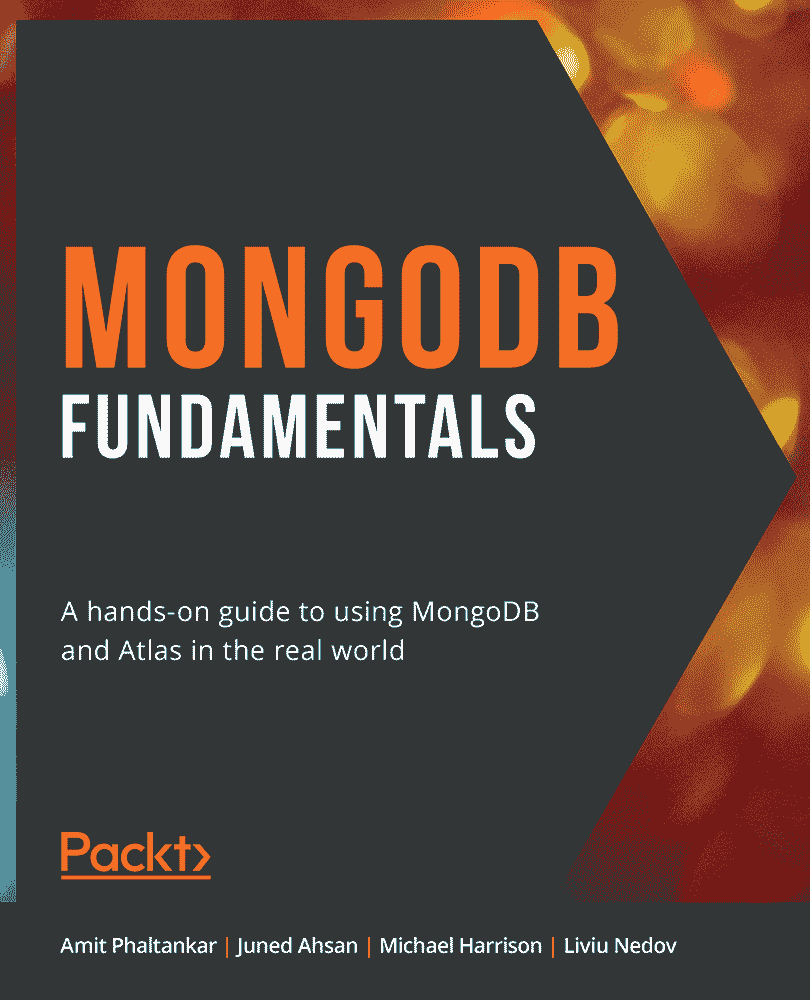 MONGODB
FUNDAMENTALS
A hands-on guide to using MongoDB
and Atlas in the real world
Packt>
Amit Phaltankar | Juned Ahsan | Michael Harrison | Liviu Nedov